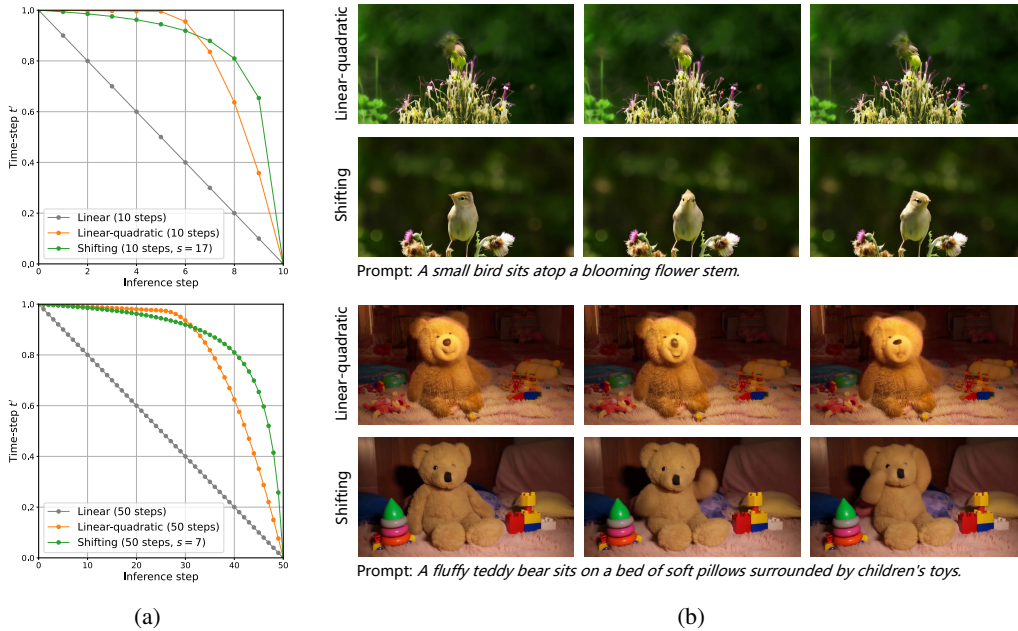 1,0
0,8
0,6
0,4
0,2
0,0
Time-step t'
Linear (10 steps)
Linear-quadratic (10 steps)
Shifting (10 steps, s = 17)
0 2 4 6 8 10
Inference step
1,0
0,8
0,6
0,4
0,2
0,0
Time-step t'
Linear (50 steps)
Linear-quadratic (50 steps)
Shifting (50 steps, s = 7)
0 10 20 30 40 50
Inference step
(a)
Linear-quadratic
Shifting
Prompt: A small bird sits atop a blooming flower stem.
Linear-quadratic
Shifting
Prompt: A fluffy teddy bear sits on a bed of soft pillows surrounded by children's toys.
(b)